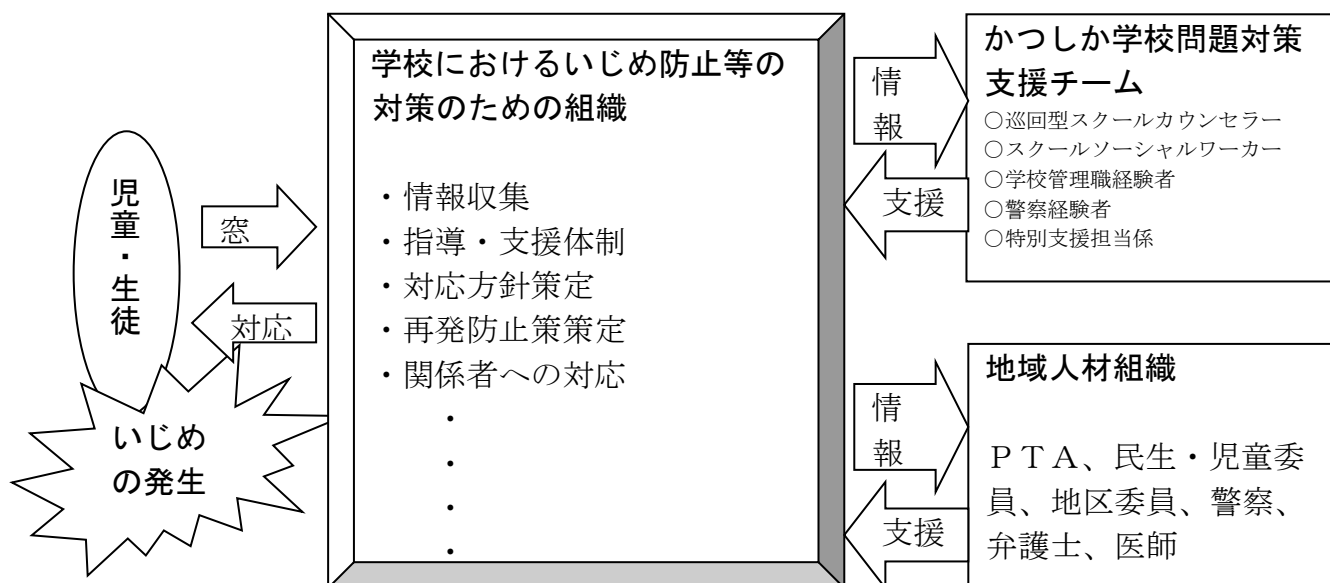 児童・生徒
窓
対応
いじめ
の発生
学校におけるいじめ防止等の
対策のための組織
・情報収集
・指導・支援体制
・対応方針策定
・再発防止策策定
・関係者への対応
・
・
・
・
情
報
支援
かつしか学校問題対策
支援チーム
○巡回型スクールカウンセラー
○スクールソーシャルワーカー
○学校管理職経験者
○警察経験者
○特別支援担当係
情
報
支援
地域人材組織
ＰＴＡ、民生・児童委
員、地区委員、警察、
弁護士、医師